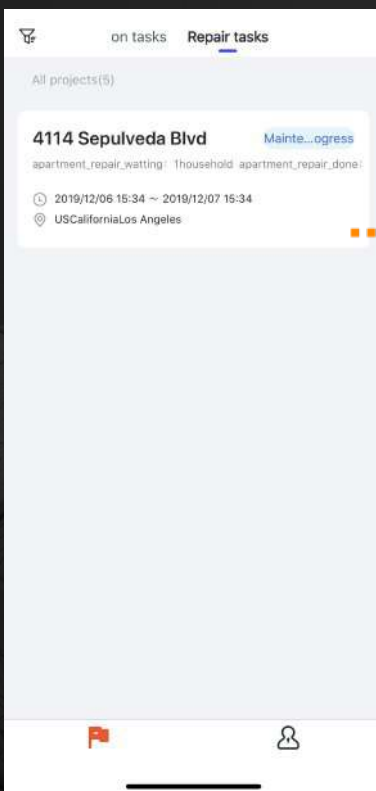 on tasks Repair tasks
All projects(5)
4114 Sepulveda Blvd Mainte...ogress
apartment_repair_watting: 1household apartment_repair_done:
2019/12/06 15:34 ~ 2019/12/07 15:34
USCaliforniaLos Angeles